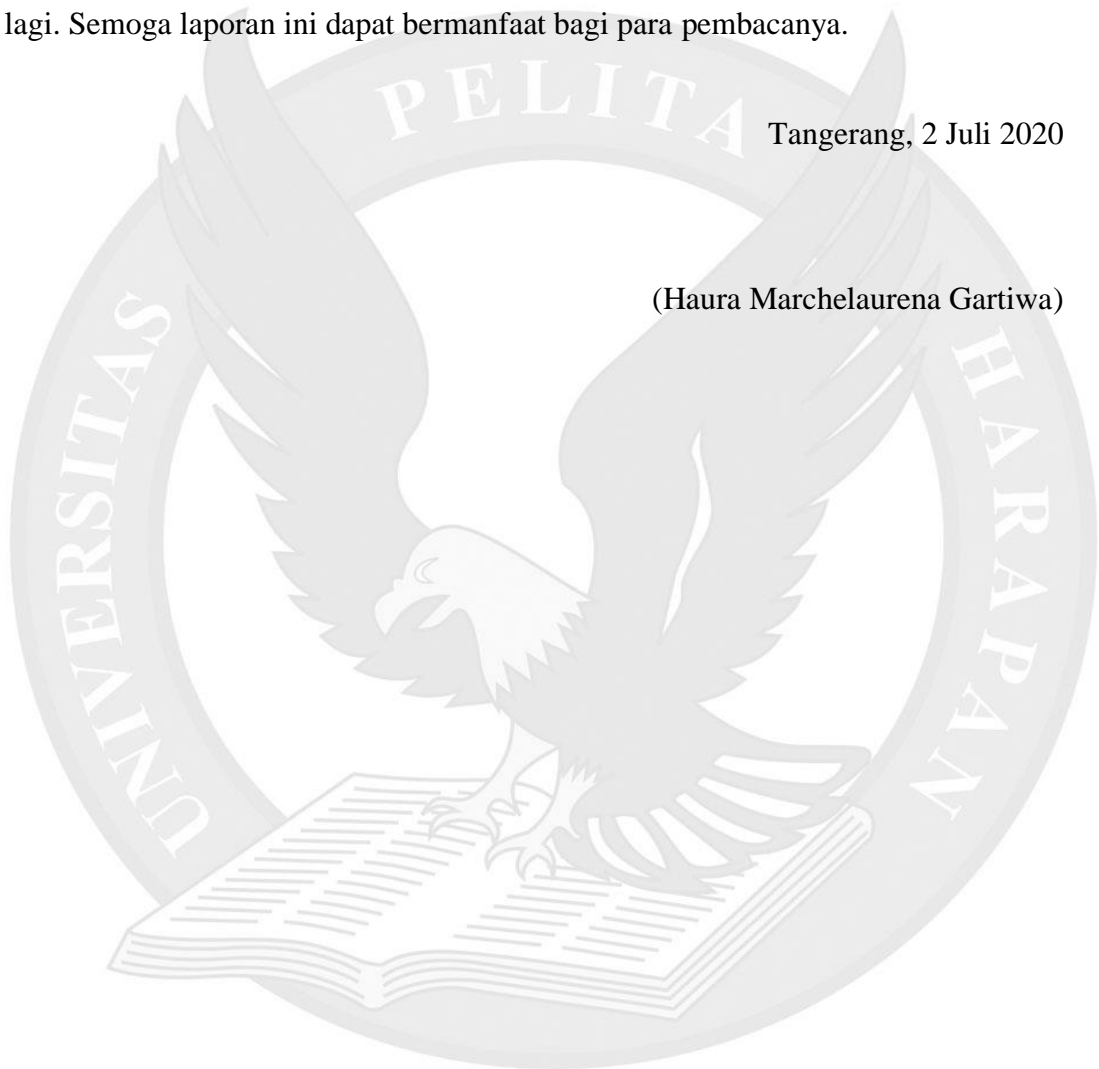 lagi. Semoga laporan ini dapat bermanfaat bagi para pembacanya.
Tangerang, 2 Juli 2020
(Haura Marchelaurena Gartiwa)
UNIVERSITAS PELITA HARAPAN